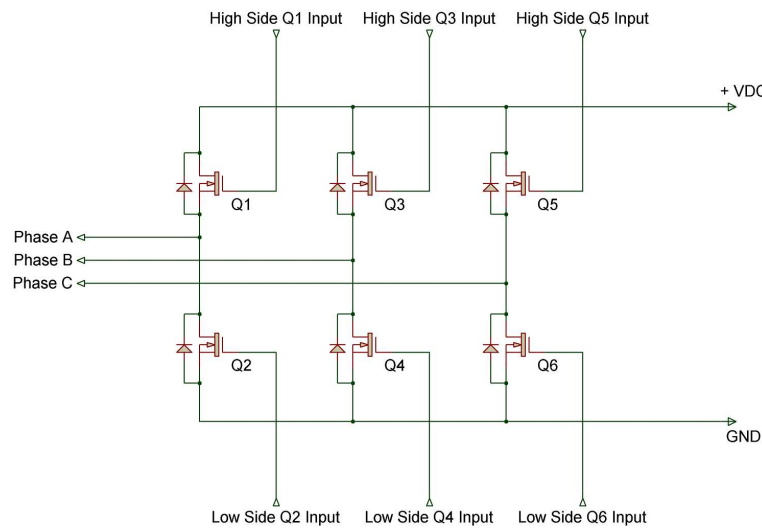 High Side Q1 Input High Side Q3 Input High Side Q5 Input
+ VDC
Q1 Q3 Q5
Phase A
Phase B
Phase C
Q2 Q4 Q6
GND
Low Side Q2 Input Low Side Q4 Input Low Side Q6 Input